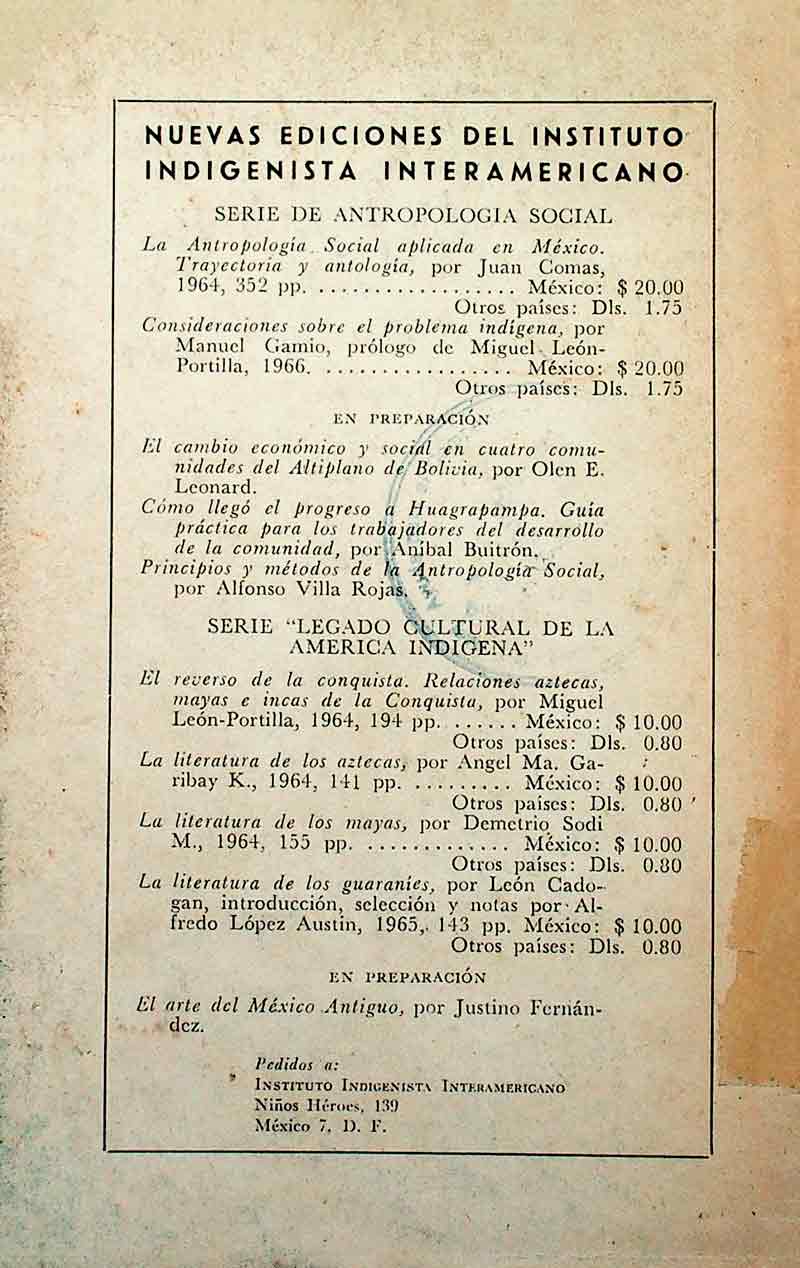 NUEVAS EDICIONES DEL INSTITUTO
INDIGENISTA INTERAMERICANO
SERIE DE ANTROPOLOGIA SOCIAL
La Antropología Social aplicada en México.
Trayectoria y antología, por Juan Comas,
1964, 352 pp. .................. México: $ 20.00
Otros países: Dls. 1.75
Consideraciones sobre el problema indígena, por
Manuel Gamio, prólogo de Miguel León-
Portilla, 1966. ................. México: $ 20.00
Otros países: Dls. 1.75
EN PREPARACIÓN
El cambio económico y social en cuatro comu-
nidades del Altiplano de Bolivia, por Olen E.
Leonard.
Cómo llegó el progreso a Huagrapampa. Guía
práctica para los trabajadores del desarrollo
de la comunidad, por Aníbal Buitrón.
Principios y métodos de la Antropología Social,
por Alfonso Villa Rojas.
SERIE "LEGADO CULTURAL DE LA
AMERICA INDIGENA"
El reverso de la conquista. Relaciones aztecas,
mayas e incas de la Conquista, por Miguel
León-Portilla, 1964, 194 pp. ...... México: $ 10.00
Otros países: Dls. 0.80
La literatura de los aztecas, por Angel Ma. Ga-
ribay K., 1964, 141 pp. ......... México: $ 10.00
Otros países: Dls. 0.80
La literatura de los mayas, por Demetrio Sodi
M., 1964, 155 pp. ............ México: $ 10.00
Otros países: Dls. 0.80
La literatura de los guaraníes, por León Cado-
gan, introducción, selección y notas por Al-
fredo López Austin, 1965, 143 pp. México: $ 10.00
Otros países: Dls. 0.80
EN PREPARACIÓN
El arte del México Antiguo, por Justino Fernán-
dez.
Pedidos a:
INSTITUTO INDIGENISTA INTERAMERICANO
Niños Héroes, 139
México 7, D. F.